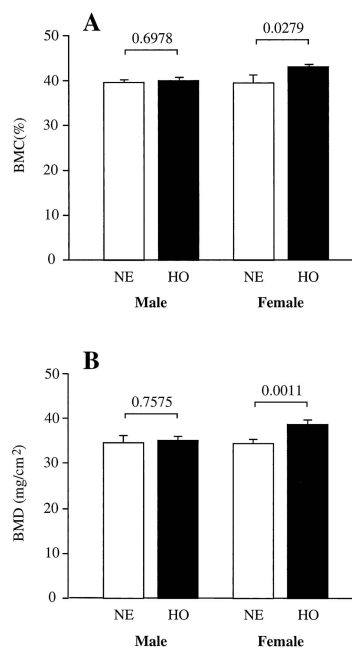 A
0.6978
0.0279
50
40
30
20
10
0
BMC(%)
NE HO NE HO
Male Female
B
0.7575
0.0011
50
40
30
20
10
0
BMD (mg/cm²)
NE HO NE HO
Male Female